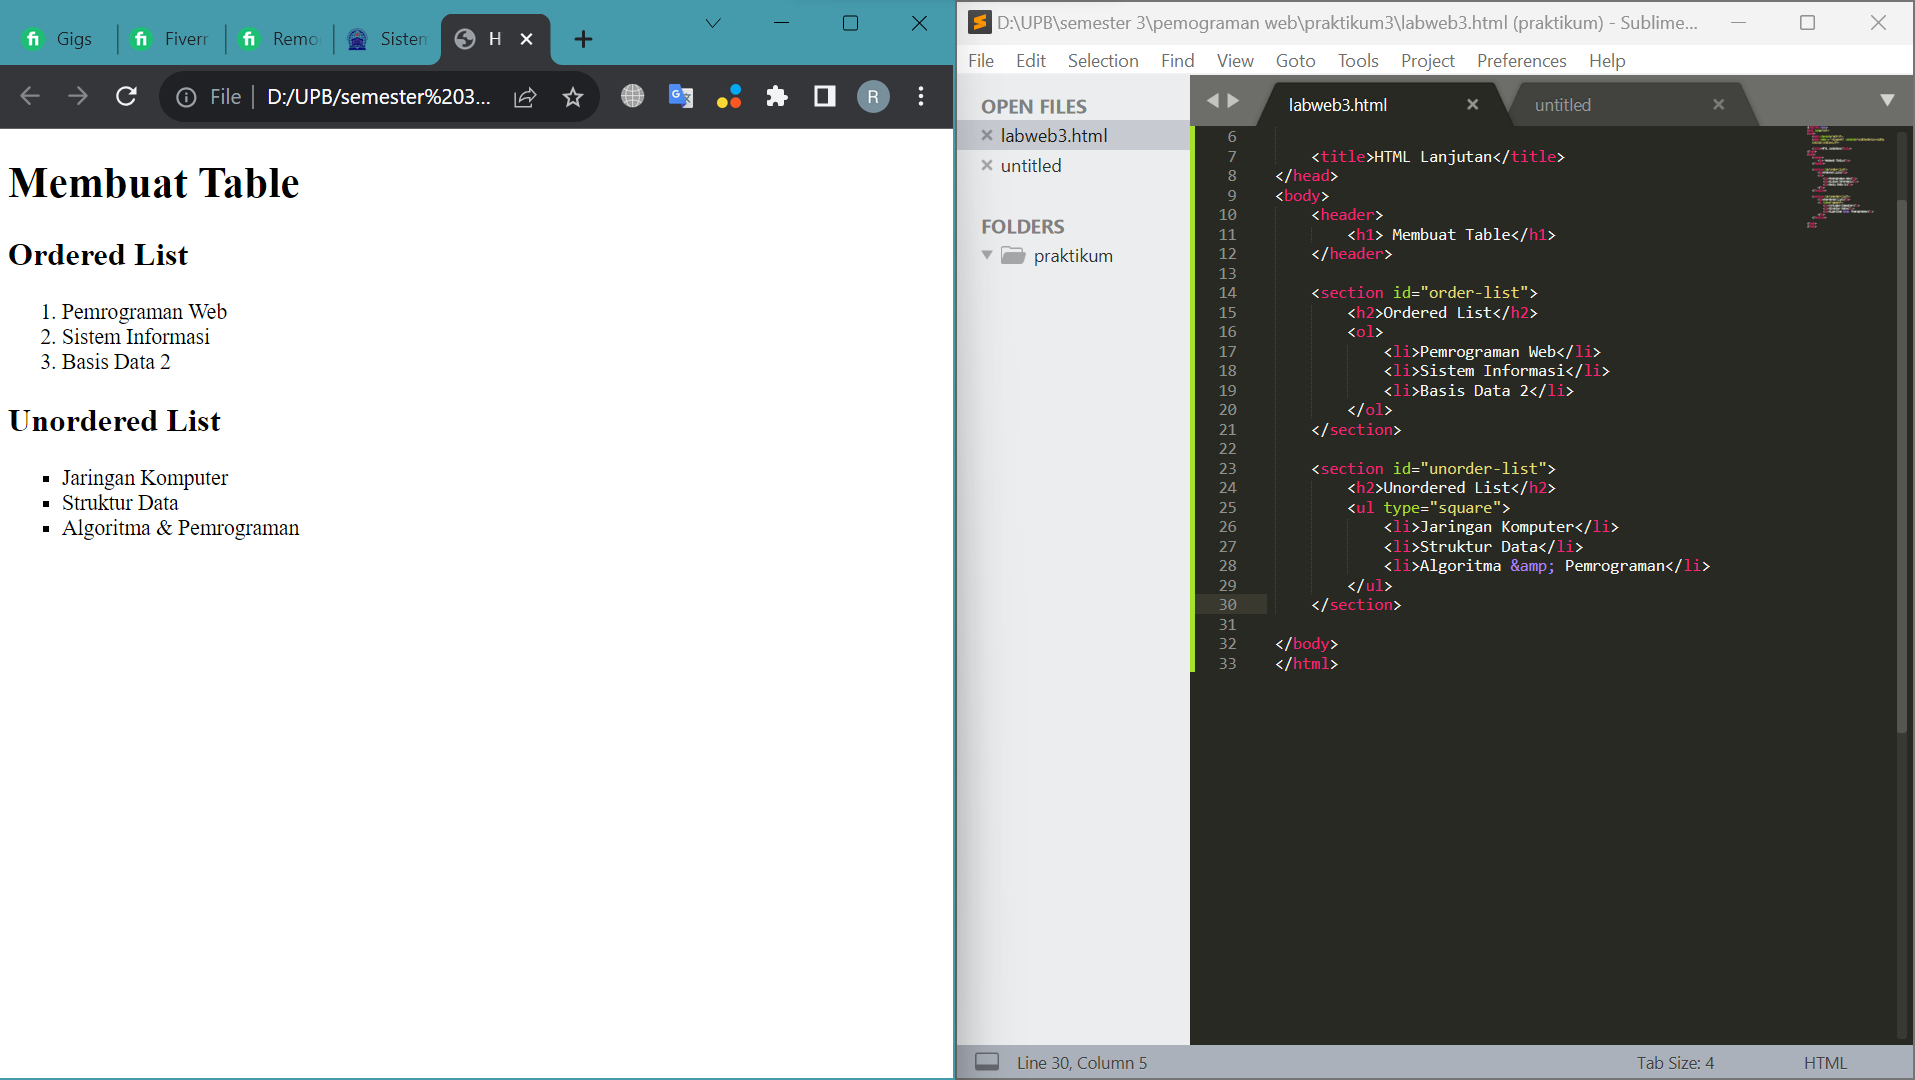 Gigs
Fiverr
Remo
Sistem
H
File
D:/UPB/semester%203...
R
Membuat Table
Ordered List
1. Pemrograman Web
2. Sistem Informasi
3. Basis Data 2
Unordered List
Jaringan Komputer
Struktur Data
Algoritma & Pemrograman
D:\UPB\semester 3\pemograman web\praktikum3\labweb3.html (praktikum) - Sublime...
File Edit Selection Find View Goto Tools Project Preferences Help
OPEN FILES
labweb3.html
untitled
FOLDERS
praktikum
labweb3.html
untitled
6
7 <title>HTML Lanjutan</title>
8 </head>
9 <body>
10 <header>
11 <h1> Membuat Table</h1>
12 </header>
13
14 <section id="order-list">
15 <h2>Ordered List</h2>
16 <ol>
17 <li>Pemrograman Web</li>
18 <li>Sistem Informasi</li>
19 <li>Basis Data 2</li>
20 </ol>
21 </section>
22
23 <section id="unorder-list">
24 <h2>Unordered List</h2>
25 <ul type="square">
26 <li>Jaringan Komputer</li>
27 <li>Struktur Data</li>
28 <li>Algoritma &amp; Pemrograman</li>
29 </ul>
30 </section>
31
32 </body>
33 </html>
Line 30, Column 5
Tab Size: 4
HTML